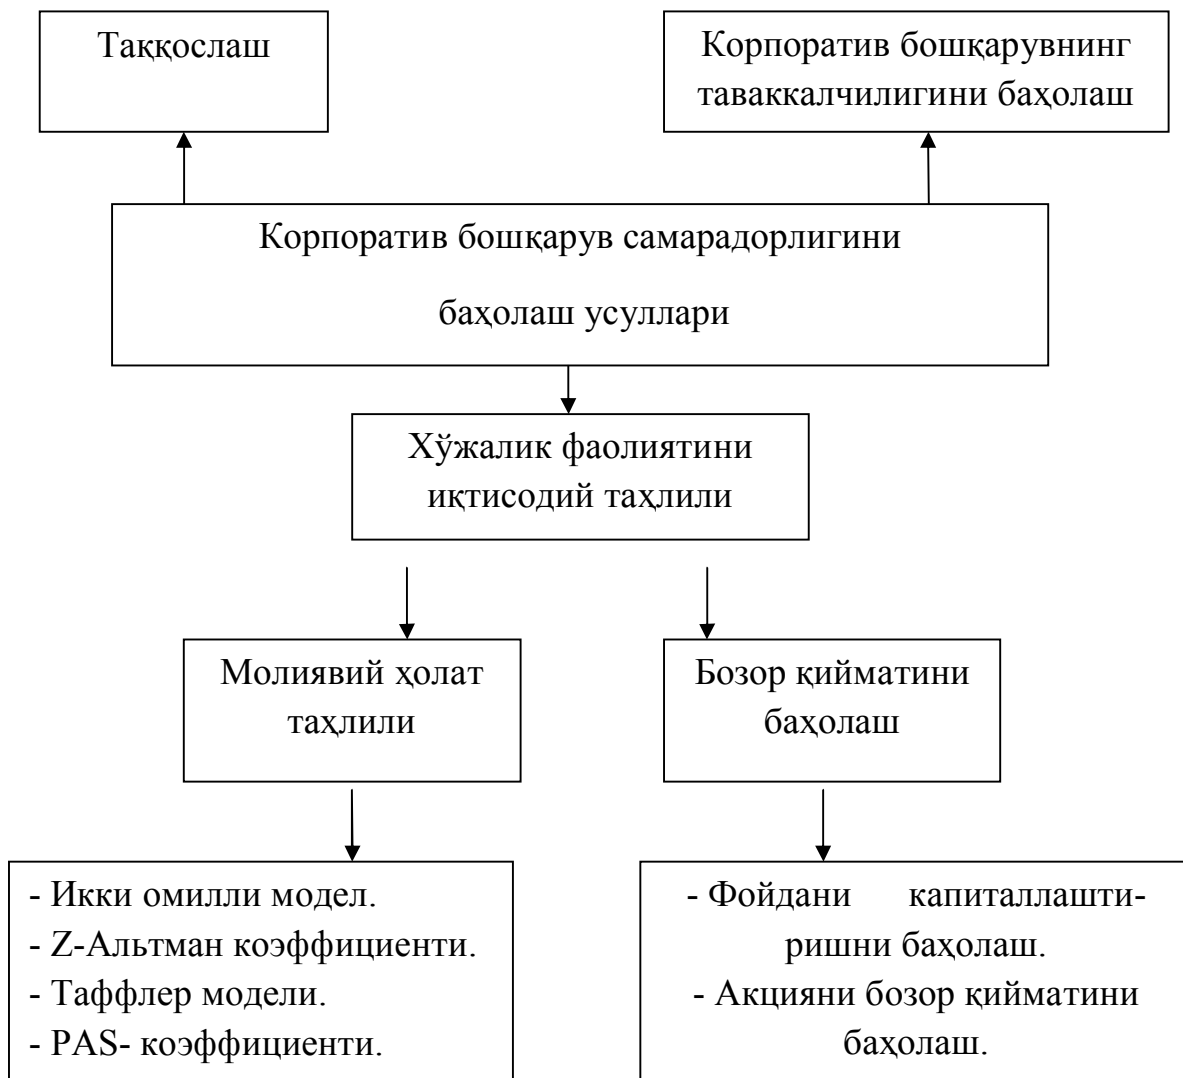 Таққослаш
Корпоратив бошқарувнинг
таваккалчилигини баҳолаш
Корпоратив бошқарув самарадорлигини
баҳолаш усуллари
Хўжалик фаолиятини
иқтисодий таҳлили
Молиявий ҳолат
таҳлили
Бозор қийматини
баҳолаш
- Икки омилли модел.
- Z-Альтман коэффициенти.
- Таффлер модели.
- PAS- коэффициенти.
- Фойдани капиталлашти-
ришни баҳолаш.
- Акцияни бозор қийматини
баҳолаш.